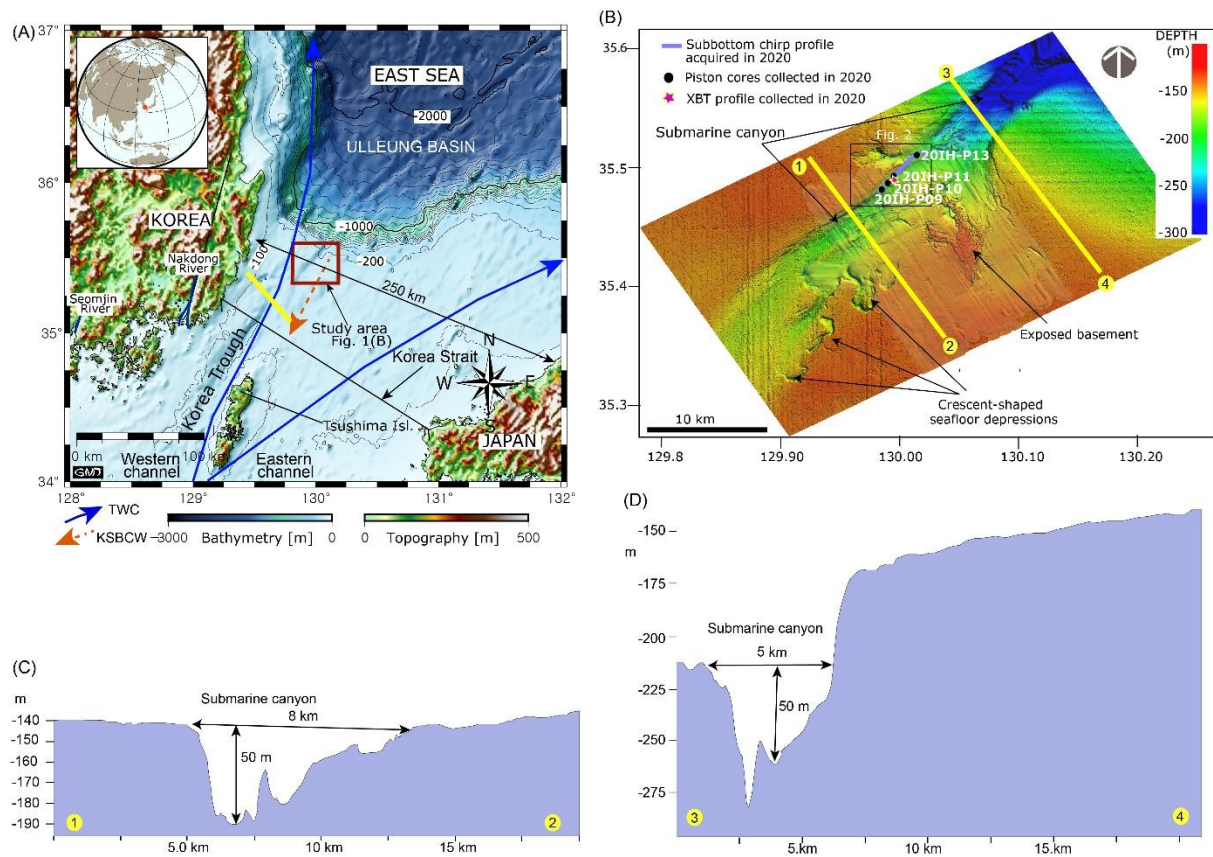 (A)
37°
36°
35°
34°
128°
129°
130°
131°
132°
EAST SEA
-2000
ULLEUNG BASIN
KOREA
-1000
-200
-100
Nakdong
River
Seomjin
River
250 km
Study area
Fig. 1(B)
Korea Strait
N
W
E
S
Korea Trough
Tsushima Isl.
JAPAN
0 km
100 km
Western
channel
Eastern
channel
GMD
TWC
KSBCW
-3000 Bathymetry [m] 0
0 Topography [m] 500
(B)
35.6
35.5
35.4
35.3
Subbottom chirp profile
acquired in 2020
Piston cores collected in 2020
XBT profile collected in 2020
DEPTH
(m)
-100
-150
-200
-250
-300
Submarine canyon
Fig. 2
1
2
3
4
20IH-P13
20IH-P11
20IH-P10
20IH-P09
Exposed basement
Crescent-shaped
seafloor depressions
10 km
129.8
129.90
130.0
130.10
130.20
(C)
m
-140
-150
-160
-170
-180
-190
Submarine canyon
8 km
50 m
1
2
5.0 km
10 km
15 km
(D)
-150
m
-175
-200
-225
-250
-275
Submarine canyon
5 km
50 m
3
4
5.km
10.km
15.km